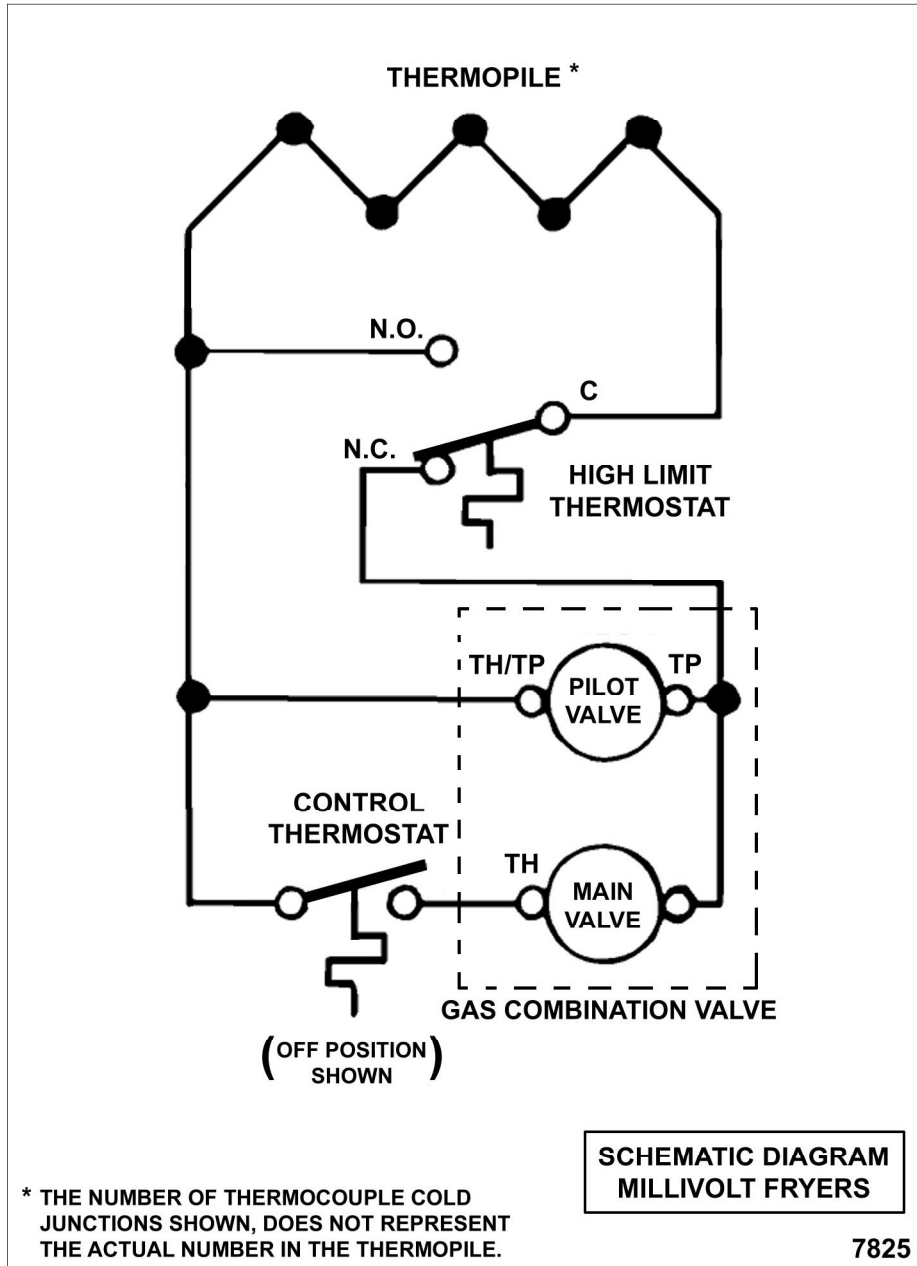 THERMOPILE *
N.O.
C
N.C.
HIGH LIMIT
THERMOSTAT
TH/TP
TP
PILOT
VALVE
CONTROL
THERMOSTAT
TH
MAIN
VALVE
GAS COMBINATION VALVE
(OFF POSITION
SHOWN)
SCHEMATIC DIAGRAM
MILLIVOLT FRYERS
* THE NUMBER OF THERMOCOUPLE COLD
JUNCTIONS SHOWN, DOES NOT REPRESENT
THE ACTUAL NUMBER IN THE THERMOPILE.
7825